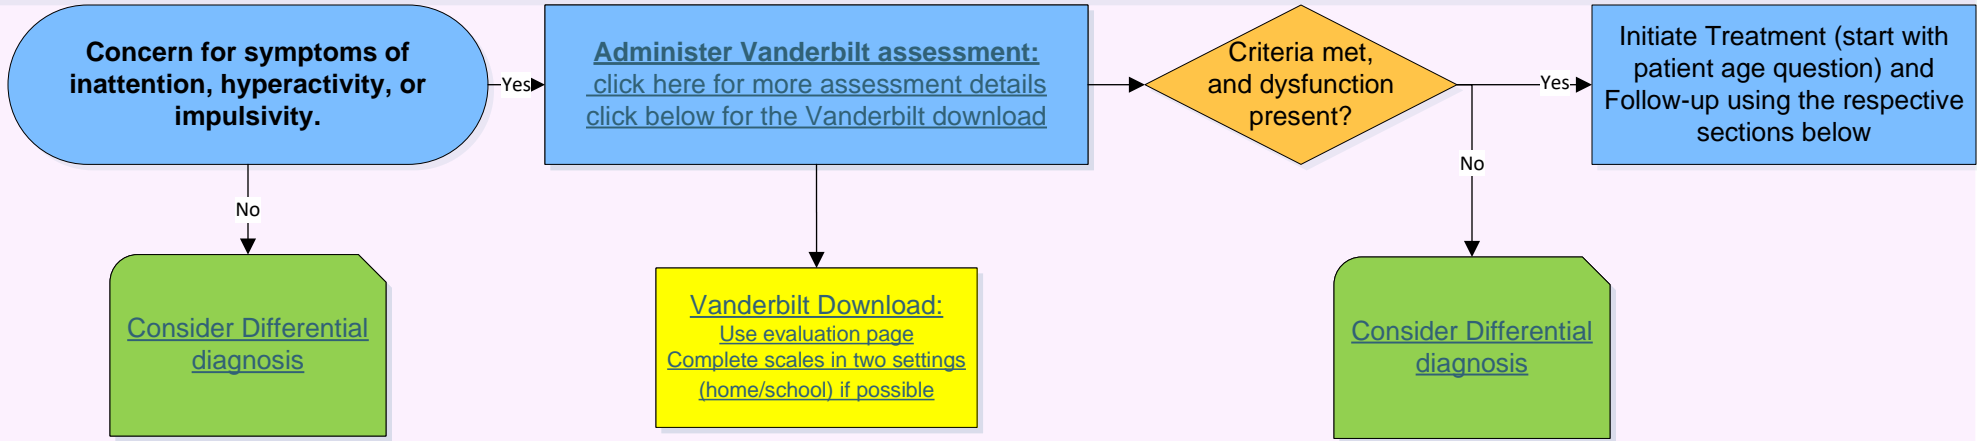 Concern for symptoms of
inattention, hyperactivity, or
impulsivity.
Yes
Administer Vanderbilt assessment:
click here for more assessment details
click below for the Vanderbilt download
Criteria met,
and dysfunction
present?
Yes
Initiate Treatment (start with
patient age question) and
Follow-up using the respective
sections below
No
No
Consider Differential
diagnosis
Vanderbilt Download:
Use evaluation page
Complete scales in two settings
(home/school) if possible
Consider Differential
diagnosis